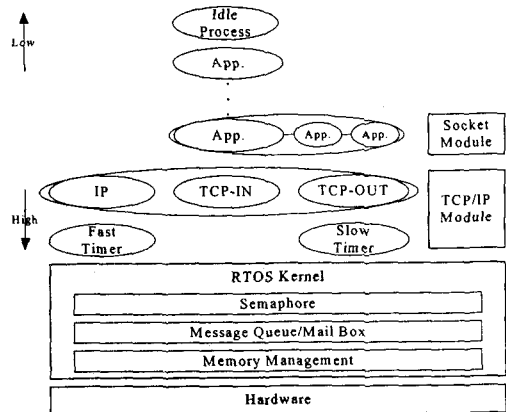 Idle
Process
Low
App.
App.
App.
App.
Socket
Module
IP
TCP-IN
TCP-OUT
TCP/IP
Module
High
Fast
Timer
Slow
Timer
RTOS Kernel
Semaphore
Message Queue/Mail Box
Memory Management
Hardware